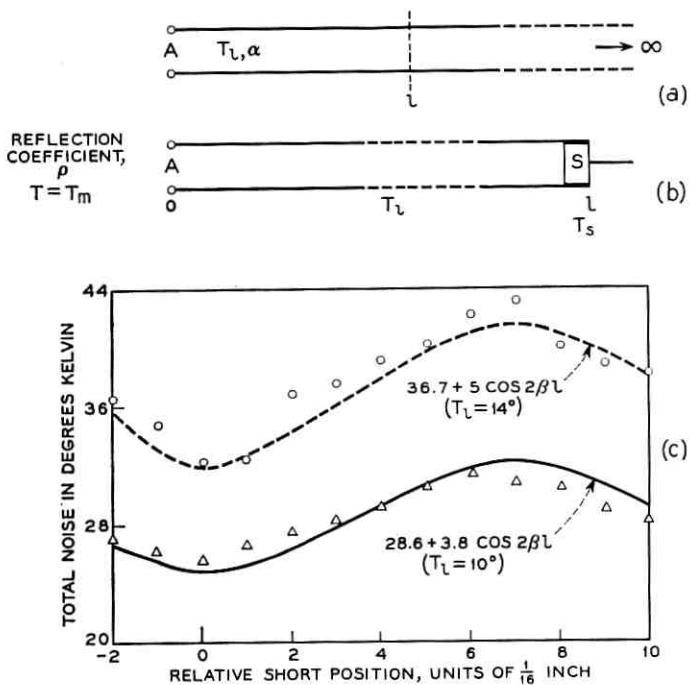 A
T_l, α
l
→ ∞
(a)
REFLECTION
COEFFICIENT,
ρ
T = T_m
A
0
T_l
S
l
T_s
(b)
TOTAL NOISE IN DEGREES KELVIN
44
36
28
20
36.7 + 5 COS 2βl
(T_l = 14°)
28.6 + 3.8 COS 2βl
(T_l = 10°)
(c)
-2
0
2
4
6
8
10
RELATIVE SHORT POSITION, UNITS OF 1/16 INCH